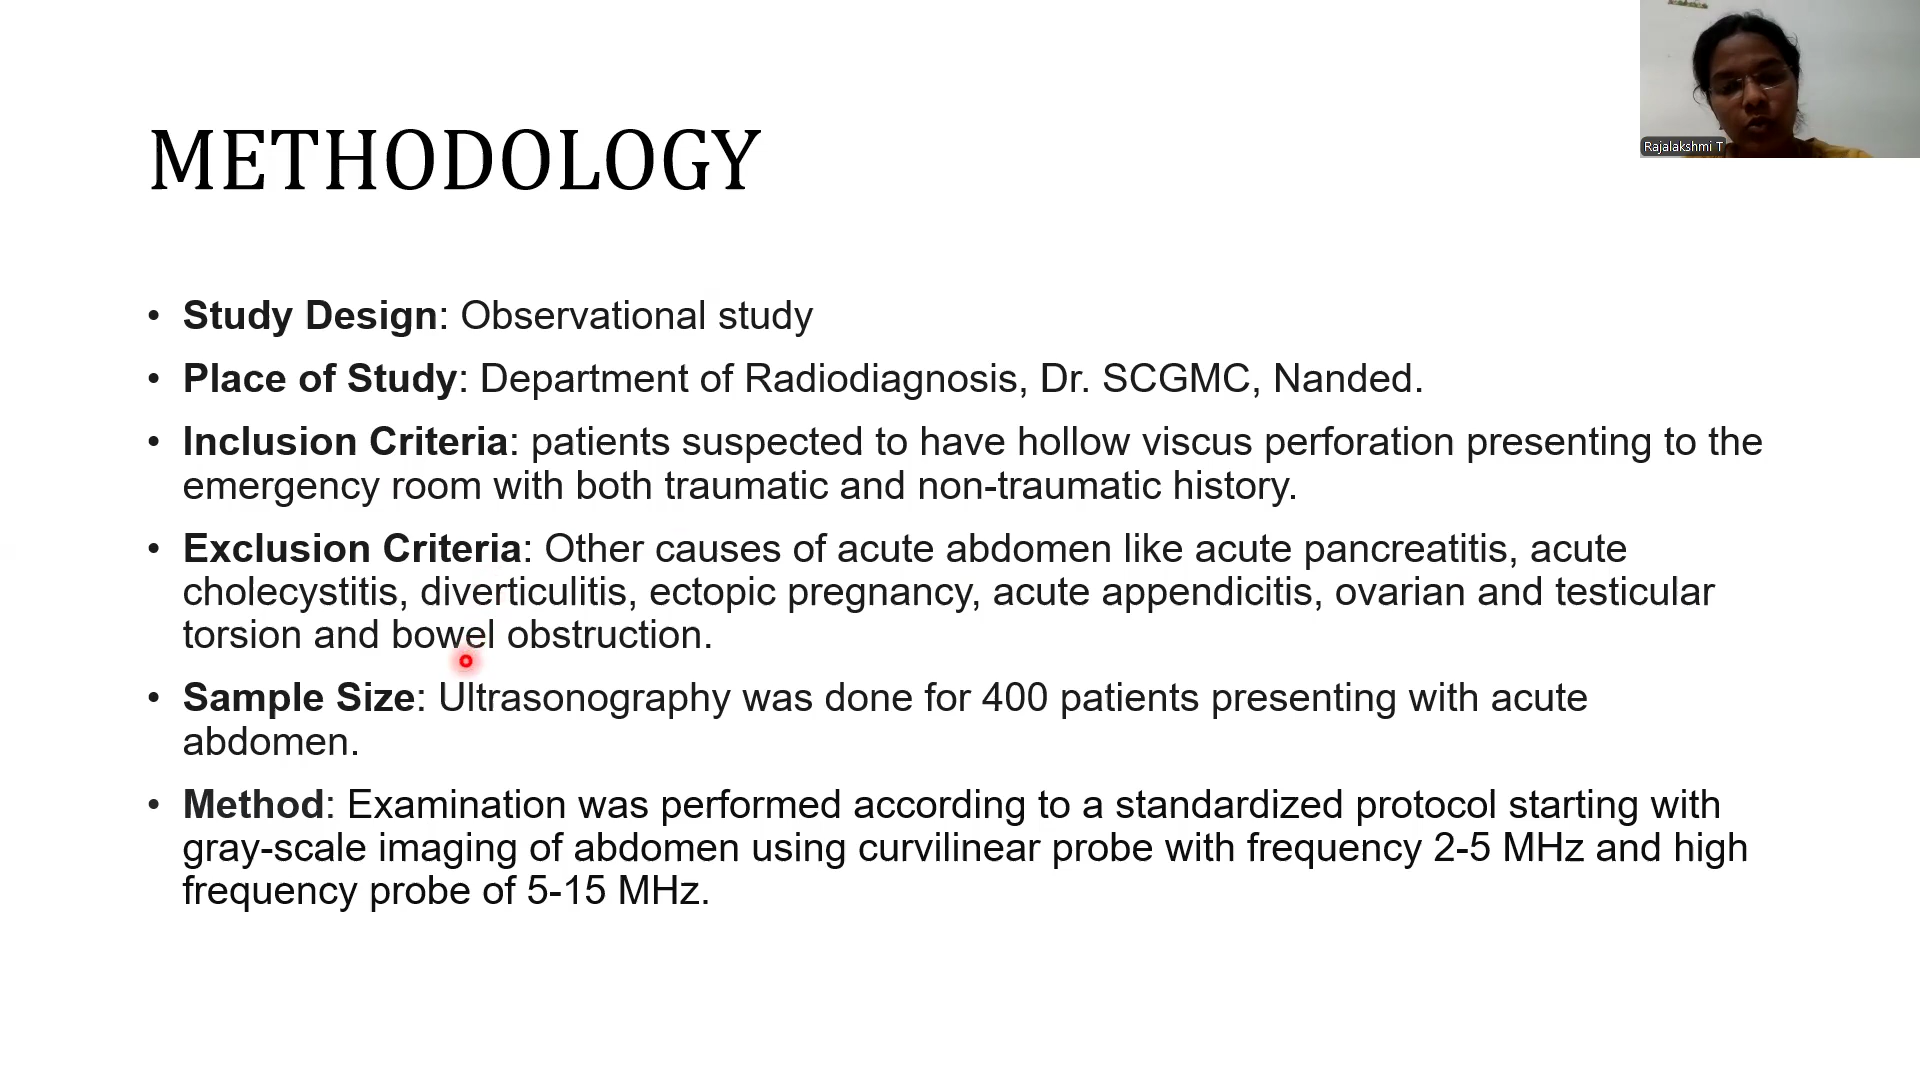 Rajalakshmi T
METHODOLOGY
• Study Design: Observational study
• Place of Study: Department of Radiodiagnosis, Dr. SCGMC, Nanded.
• Inclusion Criteria: patients suspected to have hollow viscus perforation presenting to the
emergency room with both traumatic and non-traumatic history.
• Exclusion Criteria: Other causes of acute abdomen like acute pancreatitis, acute
cholecystitis, diverticulitis, ectopic pregnancy, acute appendicitis, ovarian and testicular
torsion and bowel obstruction.
• Sample Size: Ultrasonography was done for 400 patients presenting with acute
abdomen.
• Method: Examination was performed according to a standardized protocol starting with
gray-scale imaging of abdomen using curvilinear probe with frequency 2-5 MHz and high
frequency probe of 5-15 MHz.